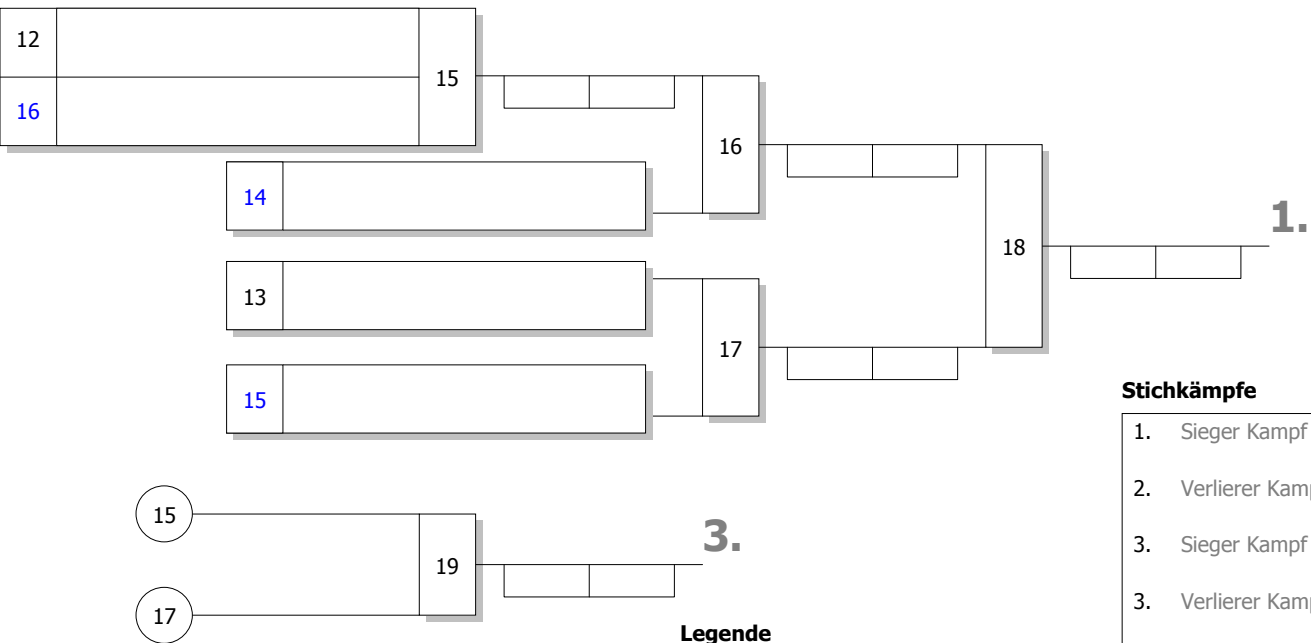 12
15
16
16
14
1.
18
13
17
15
Stichkämpfe
1. Sieger Kampf
2. Verlierer Kamp
3. Sieger Kampf
3. Verlierer Kamp
15
3.
19
17
Legende